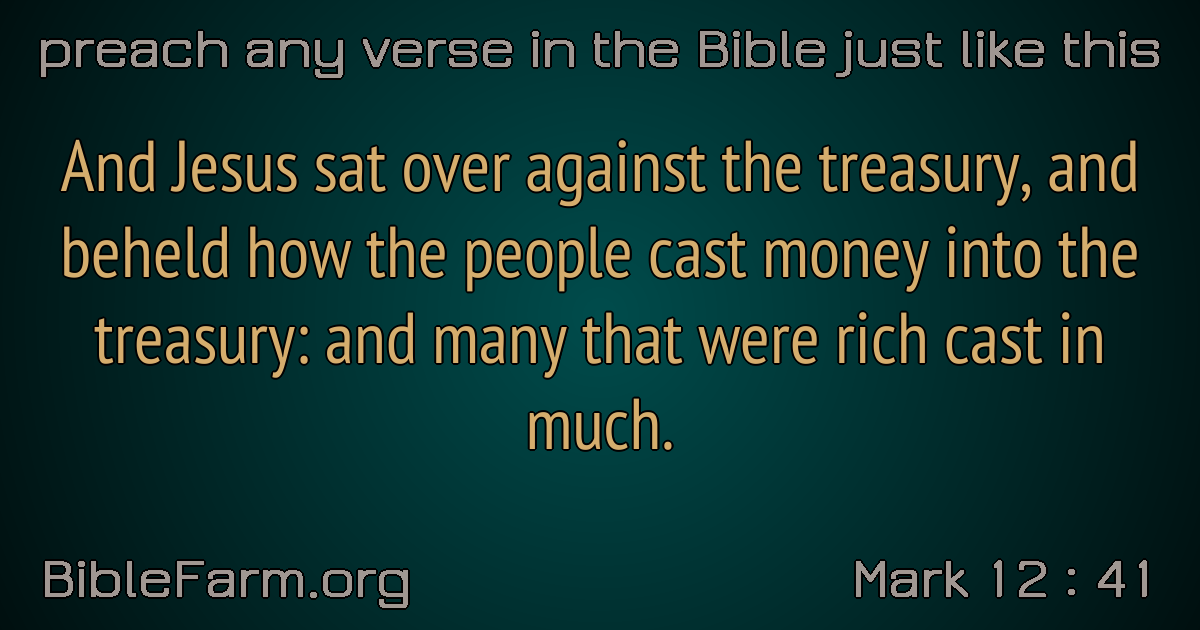 preach any verse in the Bible just like this
And Jesus sat over against the treasury, and
beheld how the people cast money into the
treasury: and many that were rich cast in
much.
BibleFarm.org
Mark 12 : 41